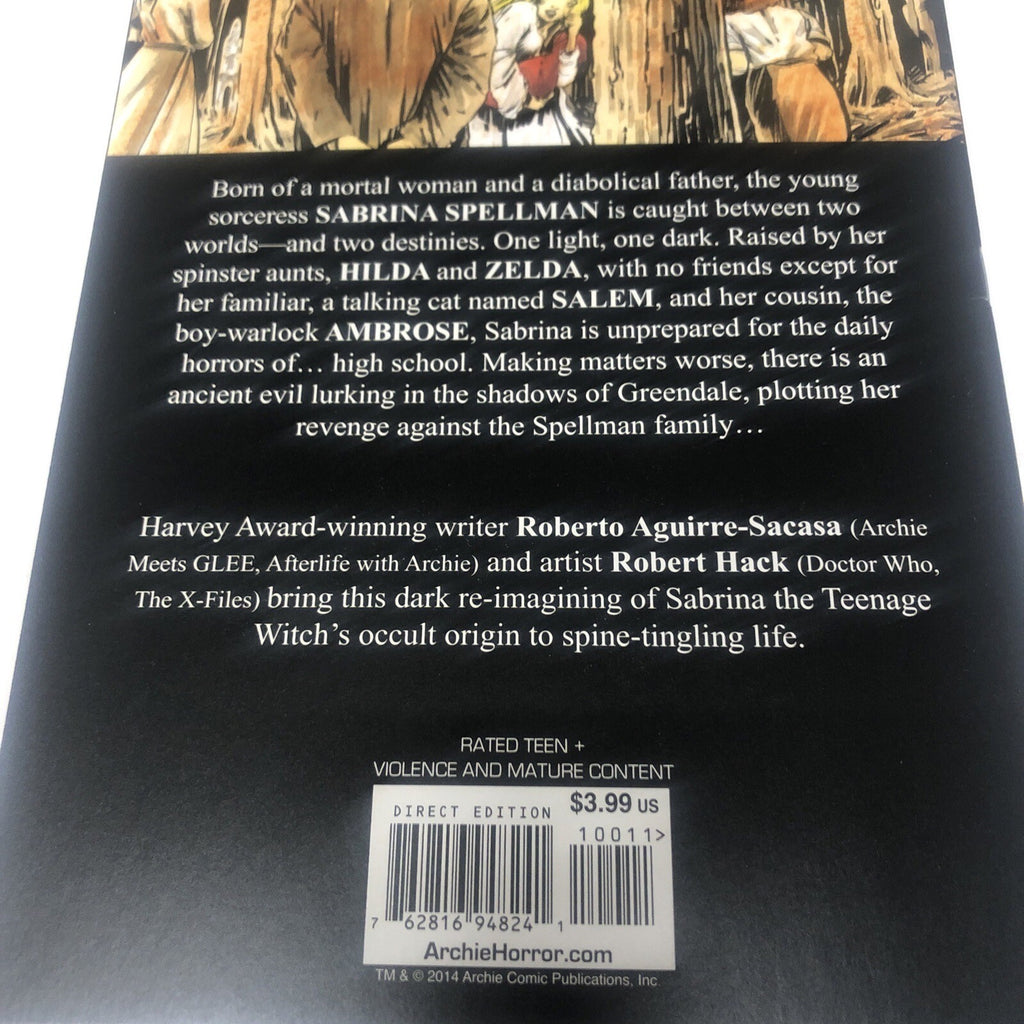 Born of a mortal woman and a diabolical father, the young
sorceress SABRINA SPELLMAN is caught between two
worlds—and two destinies. One light, one dark. Raised by her
spinster aunts, HILDA and ZELDA, with no friends except for
her familiar, a talking cat named SALEM, and her cousin, the
boy-warlock AMBROSE, Sabrina is unprepared for the daily
horrors of… high school. Making matters worse, there is an
ancient evil lurking in the shadows of Greendale, plotting her
revenge against the Spellman family…
Harvey Award-winning writer Roberto Aguirre-Sacasa (Archie
Meets GLEE, Afterlife with Archie) and artist Robert Hack (Doctor Who,
The X-Files) bring this dark re-imagining of Sabrina the Teenage
Witch's occult origin to spine-tingling life.
RATED TEEN +
VIOLENCE AND MATURE CONTENT
DIRECT EDITION $3.99 US
10011>
7 62816 94824 1
ArchieHorror.com
TM & © 2014 Archie Comic Publications, Inc.